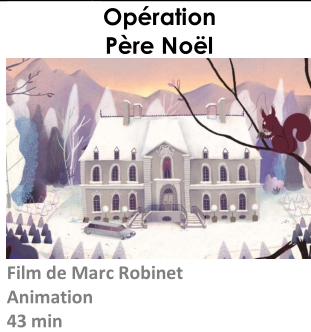 Opération
Père Noël
Film de Marc Robinet
Animation
43 min